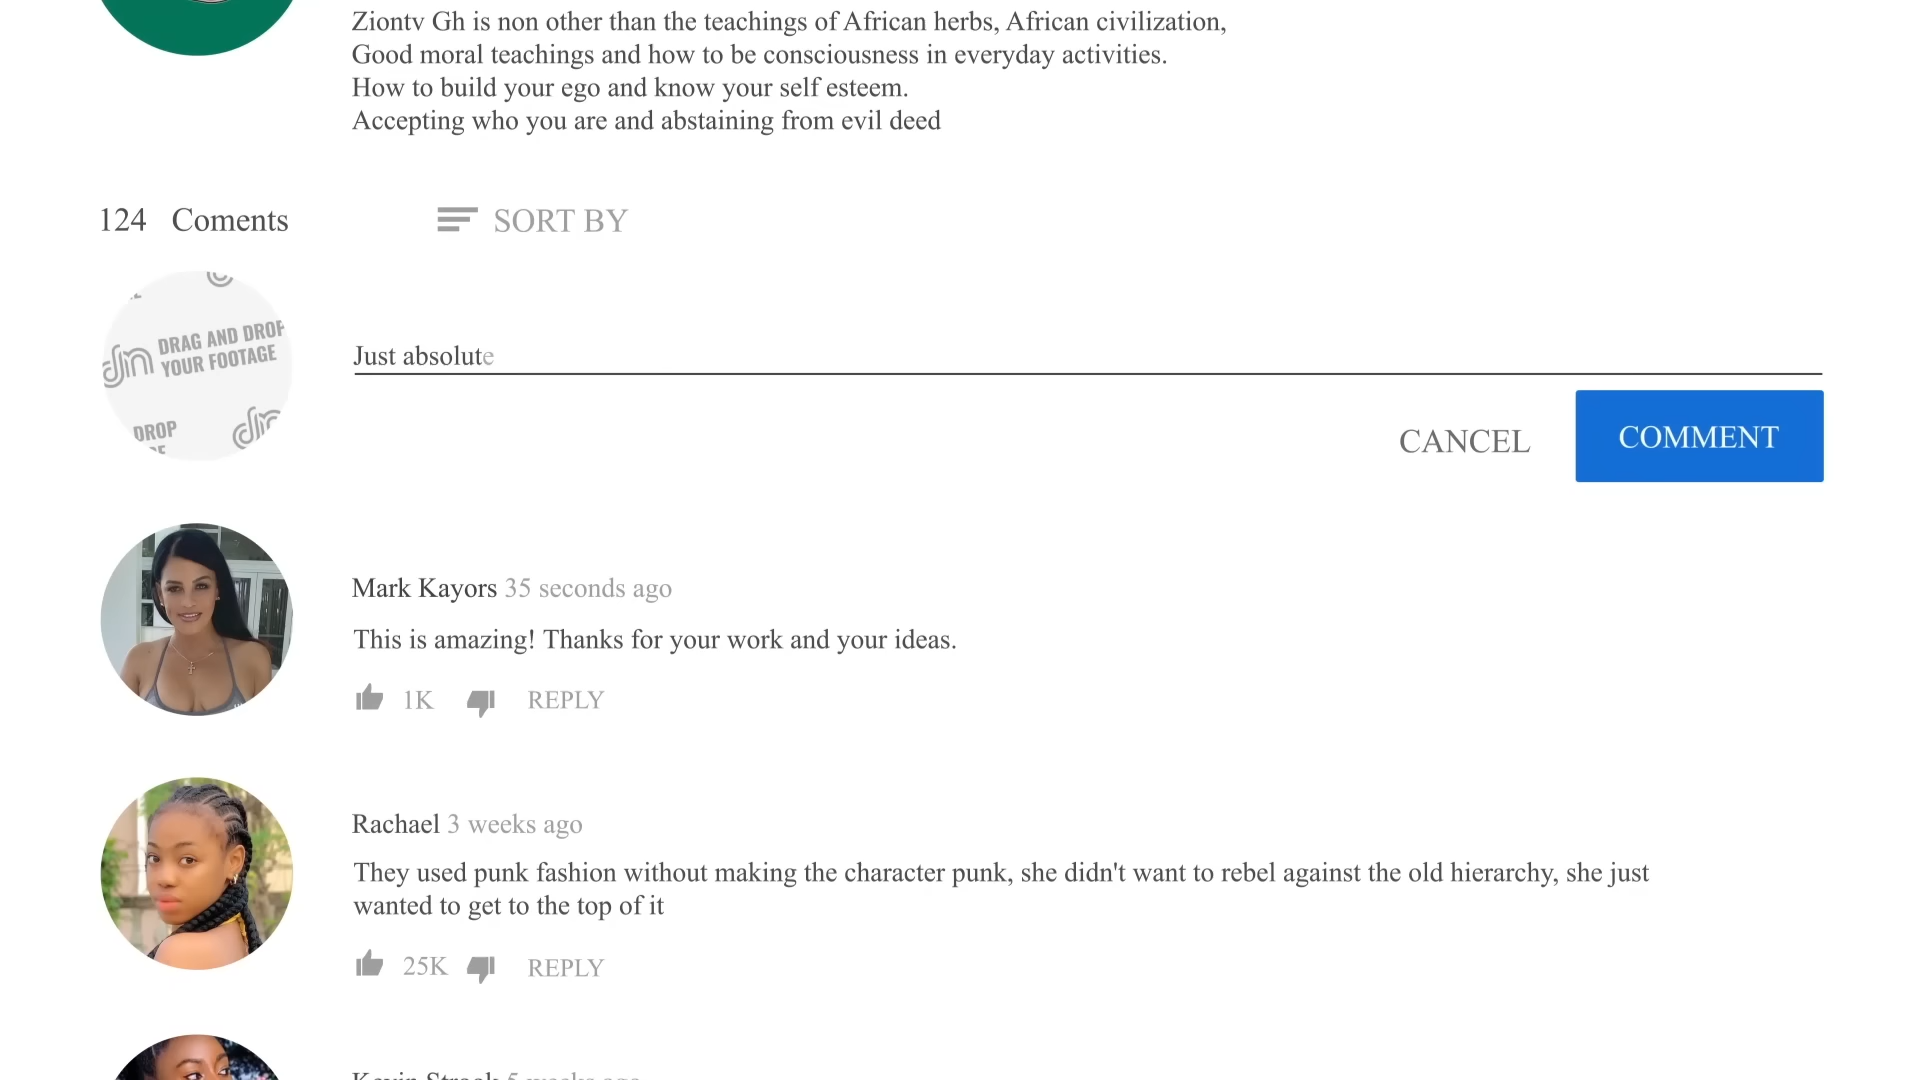 Ziontv Gh is non other than the teachings of African herbs, African civilization,
Good moral teachings and how to be consciousness in everyday activities.
How to build your ego and know your self esteem.
Accepting who you are and abstaining from evil deed
124 Coments
SORT BY
DRAG AND DROP
YOUR FOOTAGE
DROP
Just absolute
CANCEL
COMMENT
Mark Kayors 35 seconds ago
This is amazing! Thanks for your work and your ideas.
1K REPLY
Rachael 3 weeks ago
They used punk fashion without making the character punk, she didn't want to rebel against the old hierarchy, she just
wanted to get to the top of it
25K REPLY
5 weeks ago